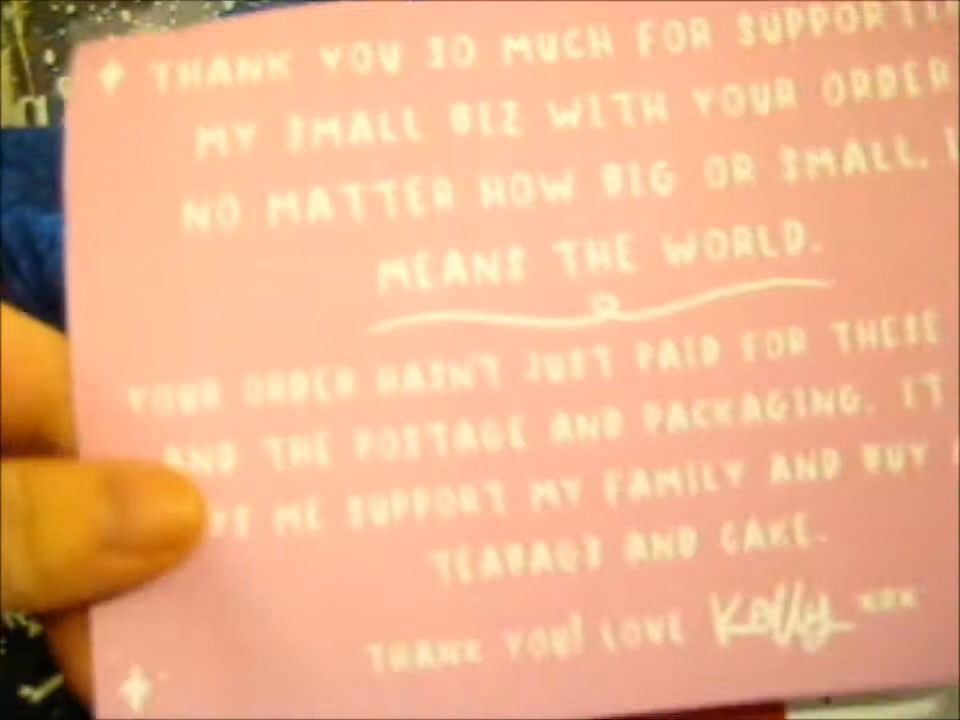 THANK YOU SO MUCH FOR
MY SMALL BIZ WITH YOUR ORDER
NO MATTER HOW BIG OR SMALL,
MEANS THE WORLD.
YOUR ORDER HASN'T JUST PAID FOR THESE
AND THE POSTAGE AND PACKAGING. IT
ME SUPPORT MY FAMILY AND BUY
TEABAGS AND CAKE.
THANK YOU! LOVE Kelly xxx